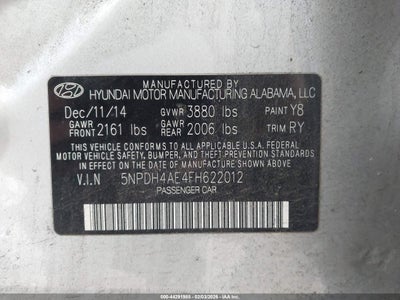 MANUFACTURED BY
HYUNDAI MOTOR MANUFACTURING ALABAMA, LLC
Dec/11/14 GVWR 3880 lbs PAINT Y8
GAWR FRONT 2161 lbs GAWR REAR 2006 lbs TRIM RY
THIS VEHICLE CONFORMS TO ALL APPLICABLE U.S.
FEDERAL MOTOR VEHICLE SAFETY, BUMPER, AND THEFT
PREVENTION STANDARDS IN EFFECT ON THE DATE OF
MANUFACTURE SHOWN ABOVE.
V.I.N 5NPDH4AE4FH622012
PASSENGER CAR